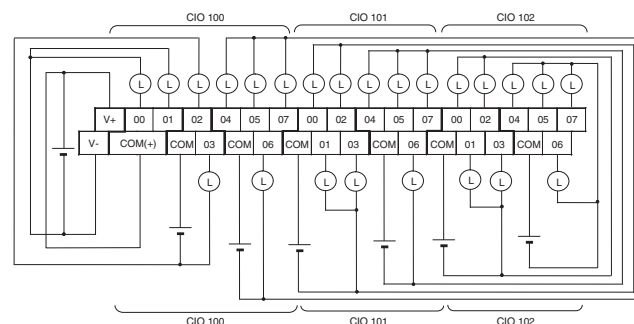 CIO 100 CIO 101 CIO 102
L L L L L L L L L L L L L L L L
V+ 00 01 02 04 05 07 00 02 04 05 07 00 02 04 05 07
V- COM(+) COM 03 COM 06 COM 01 03 COM 06 COM 01 03 COM 06
L L L L L L L L
CIO 100 CIO 101 CIO 102